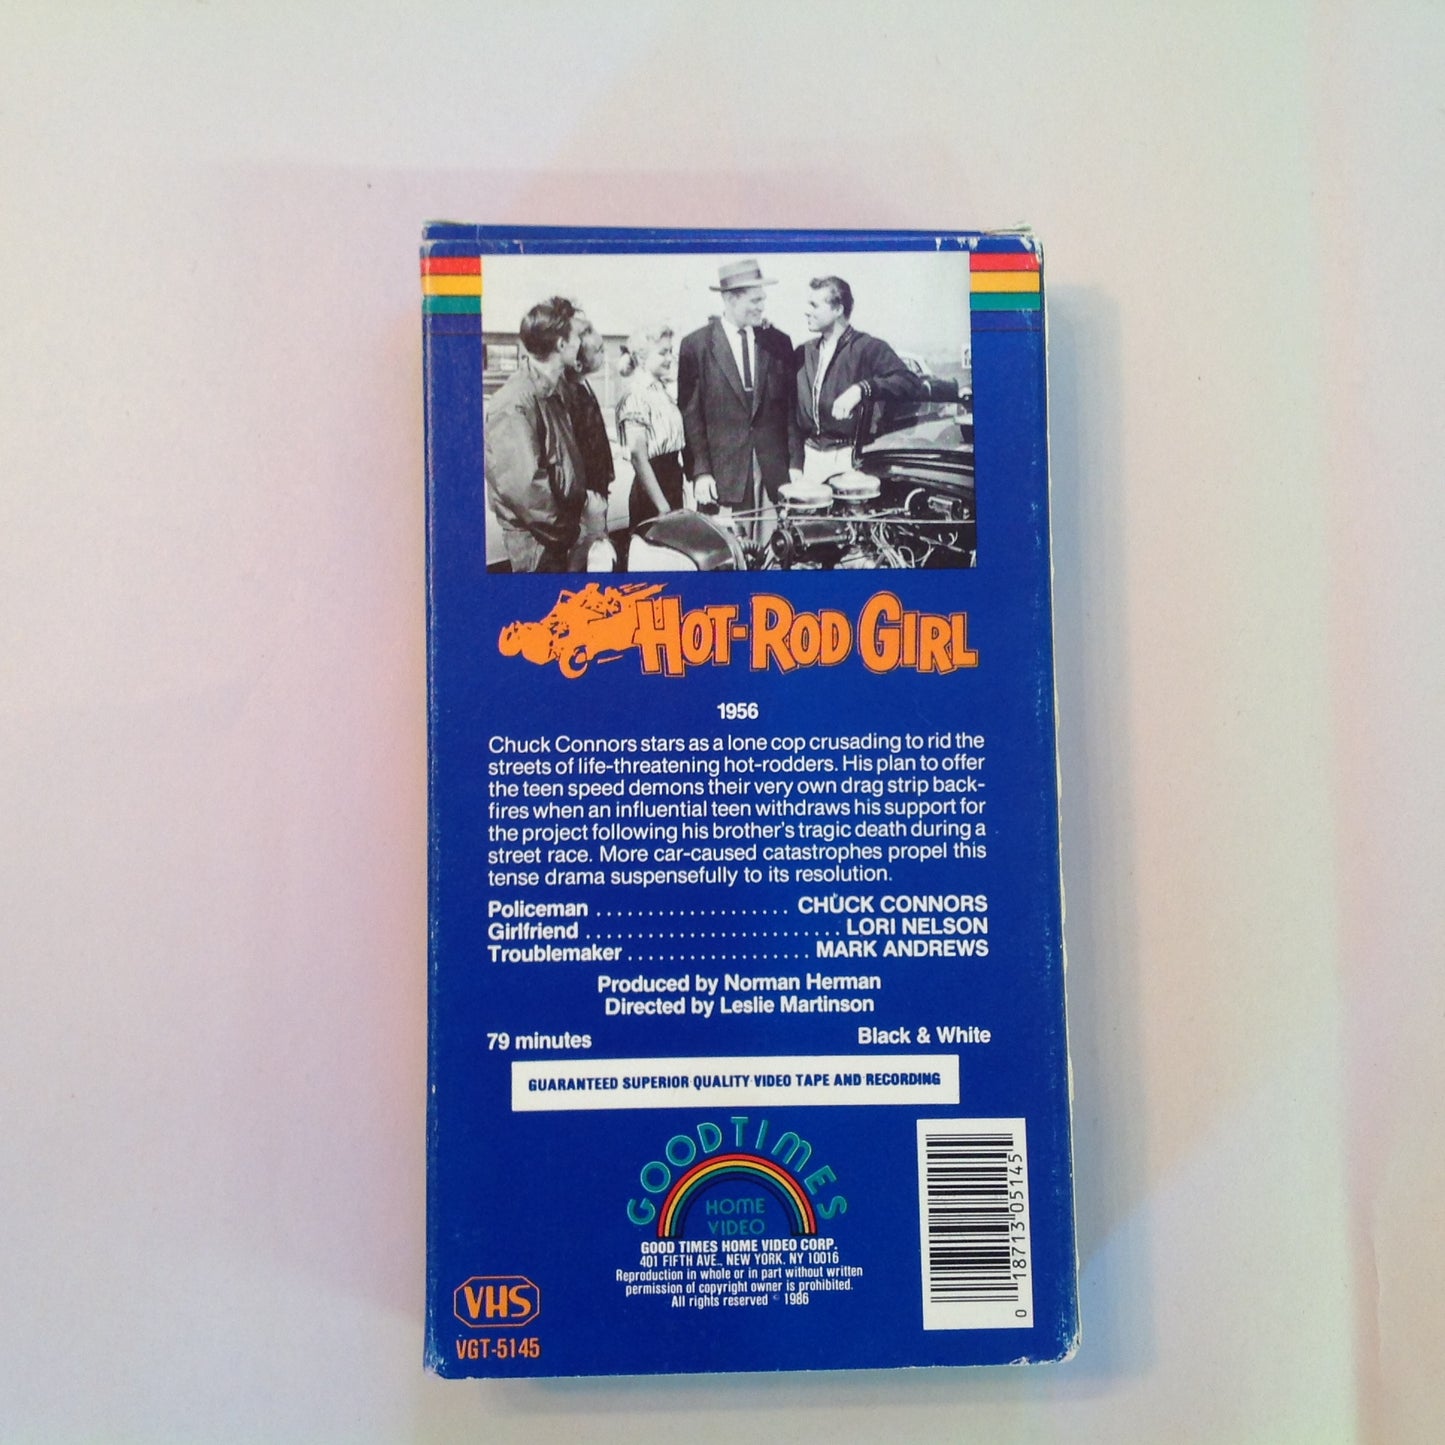 HOT-ROD GIRL
1956
Chuck Connors stars as a lone cop crusading to rid the
streets of life-threatening hot-rodders. His plan to offer
the teen speed demons their very own drag strip back-
fires when an influential teen withdraws his support for
the project following his brother's tragic death during a
street race. More car-caused catastrophes propel this
tense drama suspensefully to its resolution.
Policeman . . . . . . . . . . . . . . . . . . . CHUCK CONNORS
Girlfriend . . . . . . . . . . . . . . . . . . . . . . . . . LORI NELSON
Troublemaker . . . . . . . . . . . . . . . . . . MARK ANDREWS
Produced by Norman Herman
Directed by Leslie Martinson
79 minutes Black & White
GUARANTEED SUPERIOR QUALITY VIDEO TAPE AND RECORDING
GOODTIMES
HOME
VIDEO
GOOD TIMES HOME VIDEO CORP.
401 FIFTH AVE., NEW YORK, NY 10016
Reproduction in whole or in part without written
permission of copyright owner is prohibited.
All rights reserved © 1986
VHS
VGT-5145
0 18713 05145